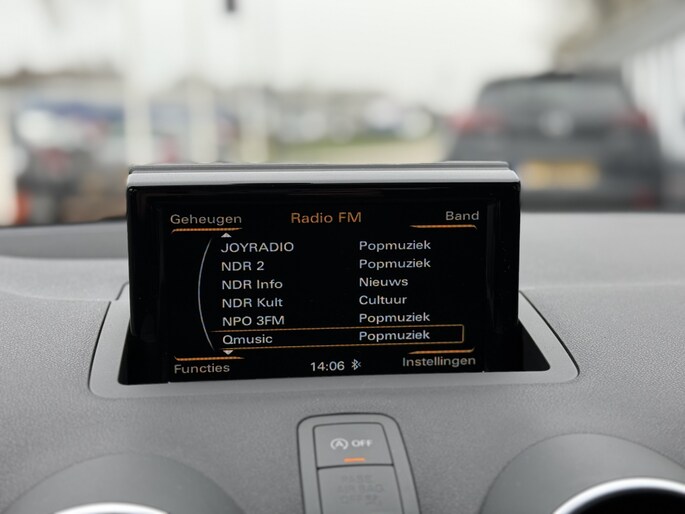 Geheugen Radio FM Band
JOYRADIO Popmuziek
NDR 2 Popmuziek
NDR Info Nieuws
NDR Kult Cultuur
NPO 3FM Popmuziek
Qmusic Popmuziek
Functies 14:06 Instellingen
A OFF
AIRBAG